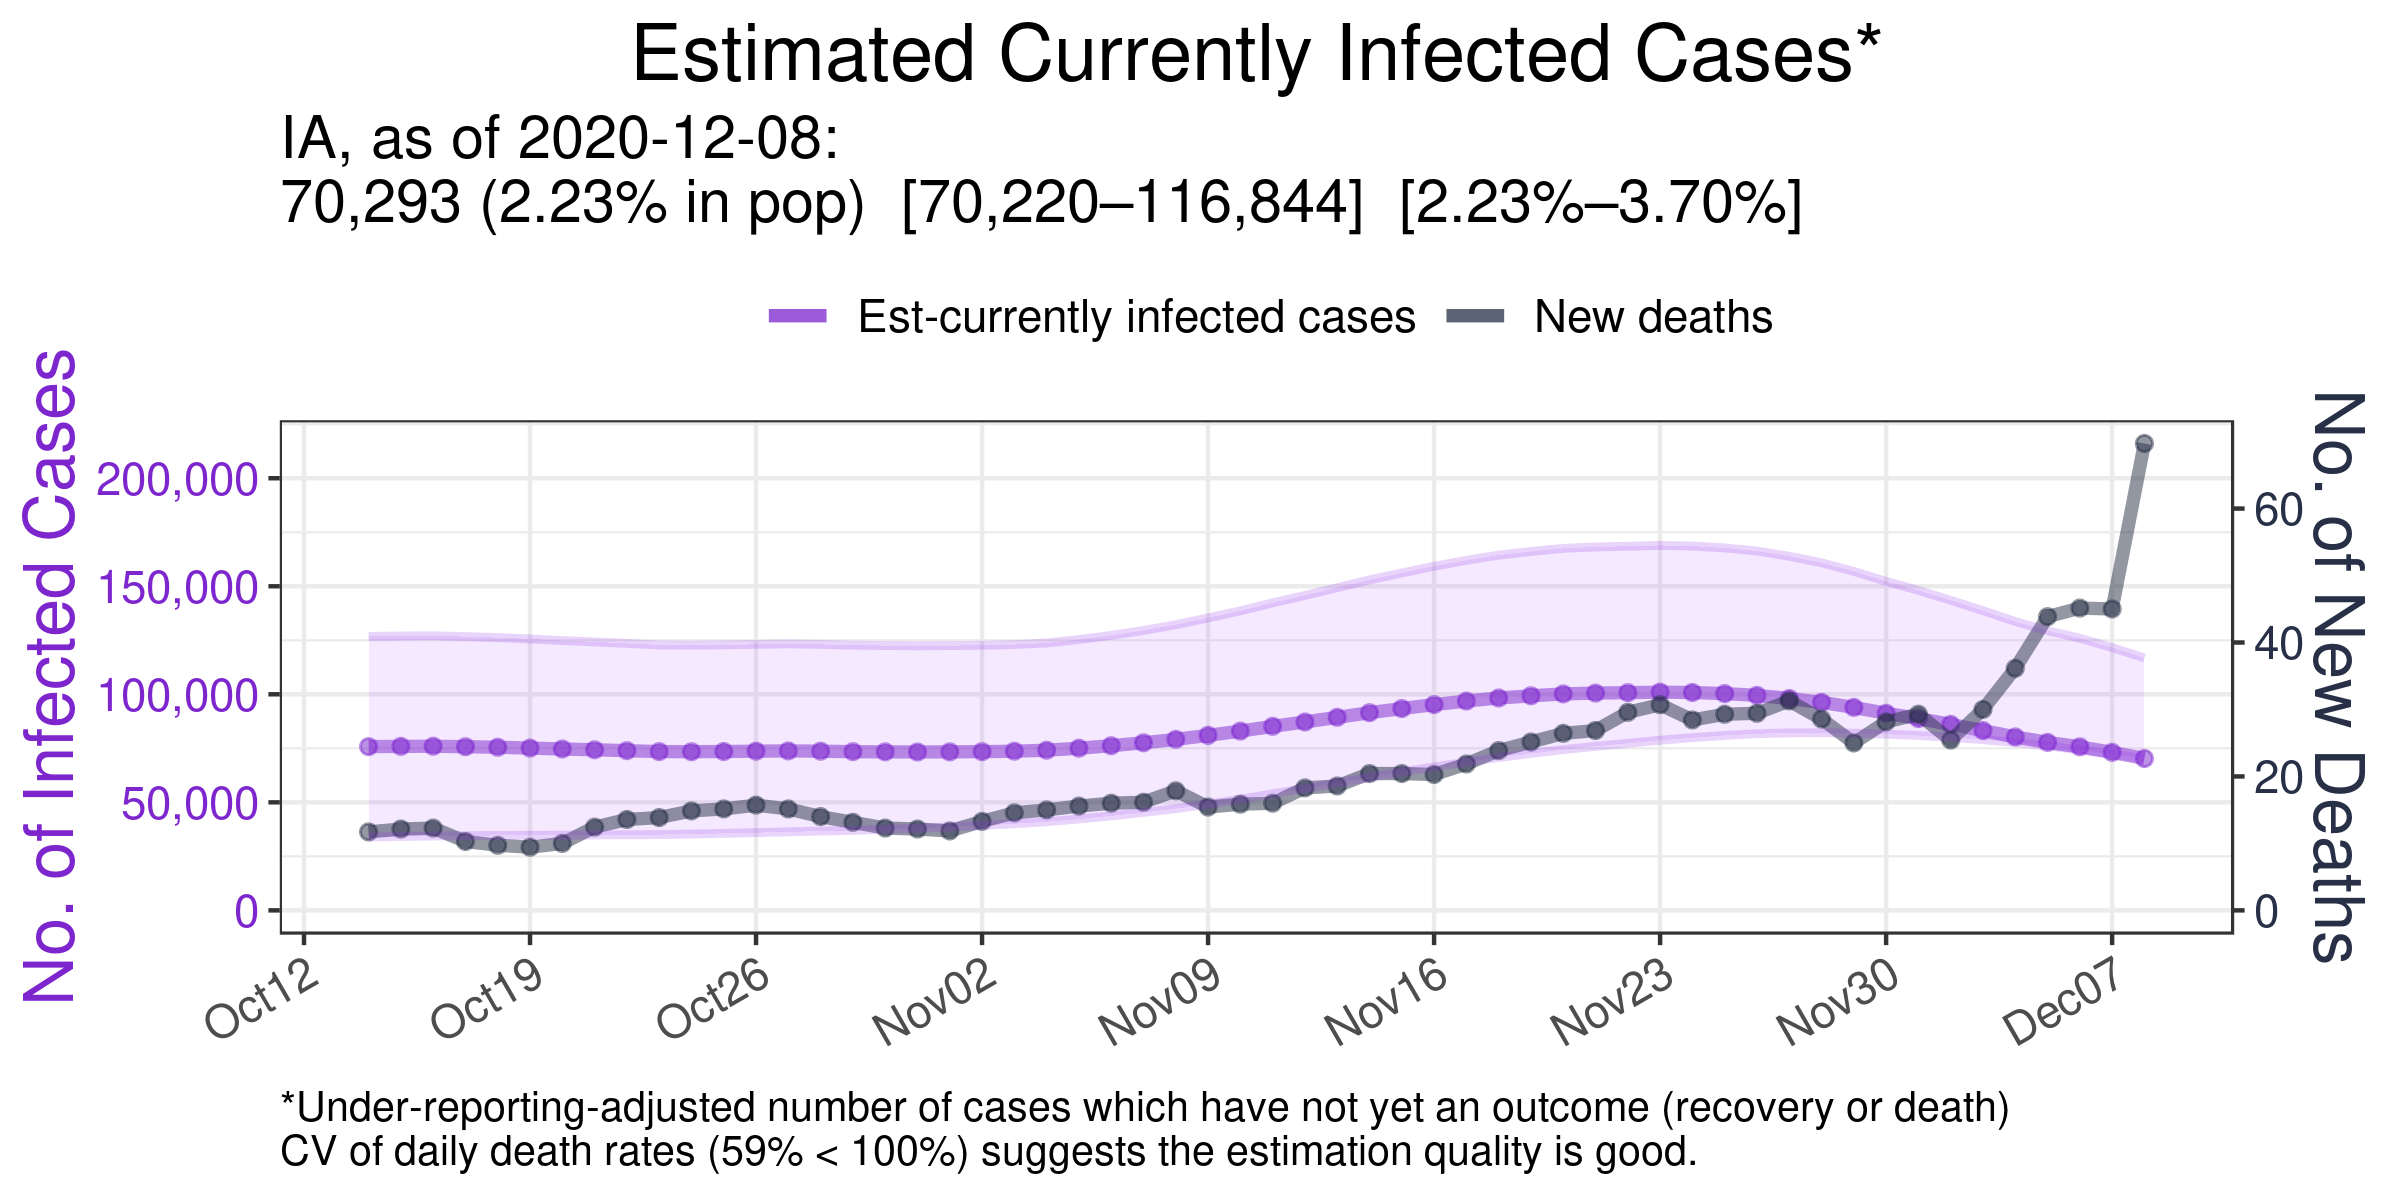 Estimated Currently Infected Cases*
IA, as of 2020-12-08:
70,293 (2.23% in pop)  [70,220–116,844]  [2.23%–3.70%]
Est-currently infected cases
New deaths
No. of Infected Cases
200,000
150,000
100,000
50,000
0
60
40
20
0
No. of New Deaths
Oct12
Oct19
Oct26
Nov02
Nov09
Nov16
Nov23
Nov30
Dec07
*Under-reporting-adjusted number of cases which have not yet an outcome (recovery or death)
CV of daily death rates (59% < 100%) suggests the estimation quality is good.